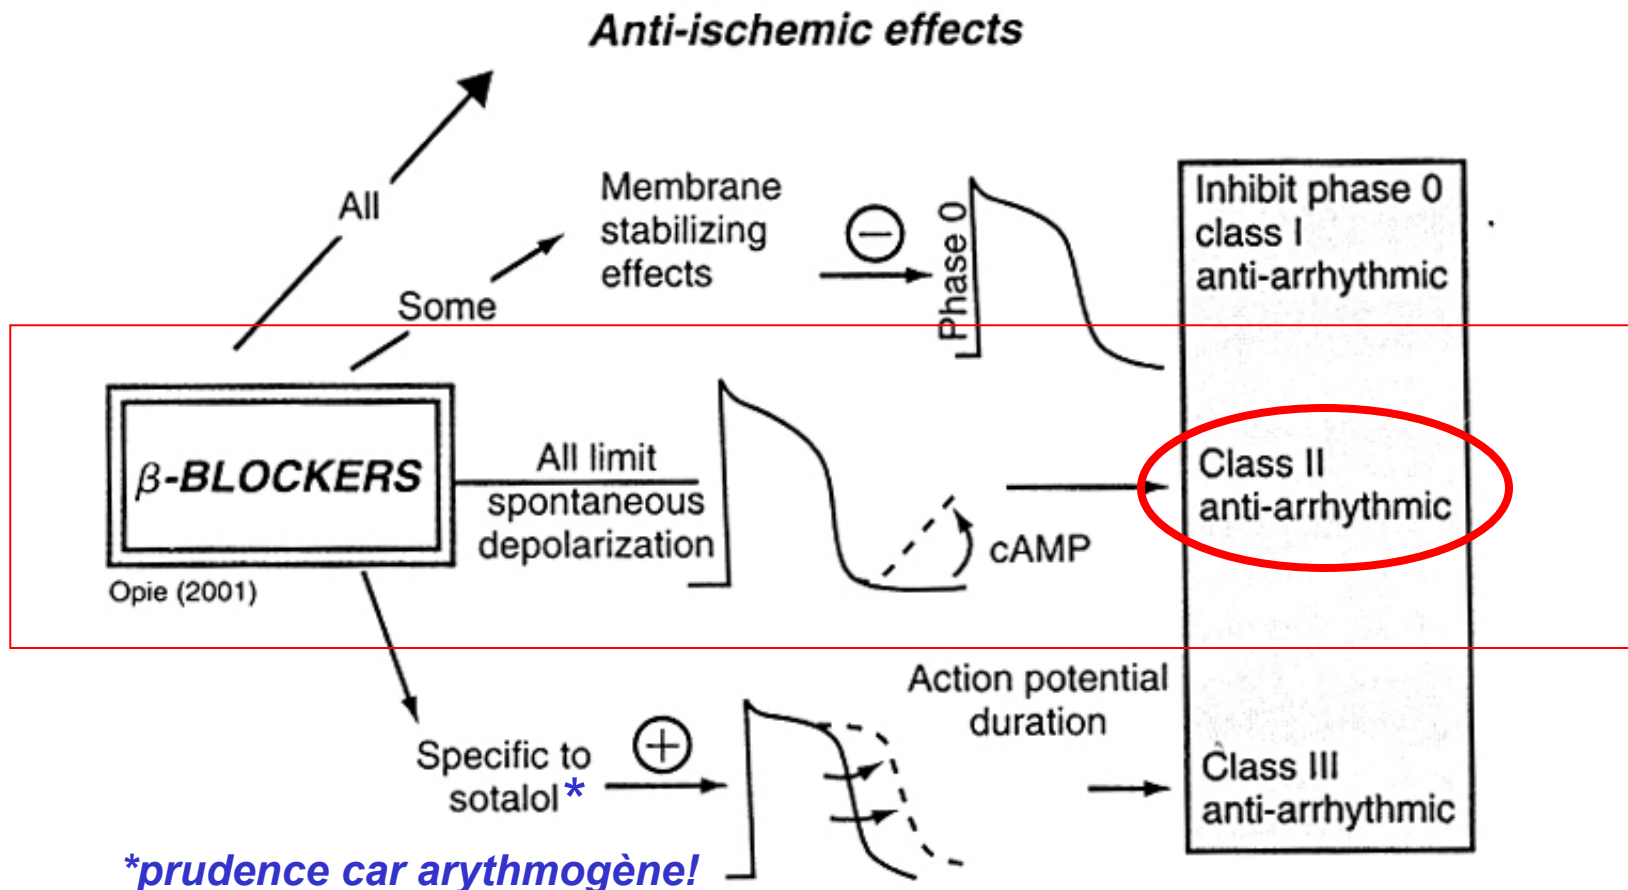 Anti-ischemic effects
All
Some
Membrane
stabilizing
effects
Phase 0
Inhibit phase 0
class I
anti-arrhythmic
β-BLOCKERS
Opie (2001)
All limit
spontaneous
depolarization
cAMP
Class II
anti-arrhythmic
Specific to
sotalol*
Action potential
duration
Class III
anti-arrhythmic
*prudence car arythmogène!